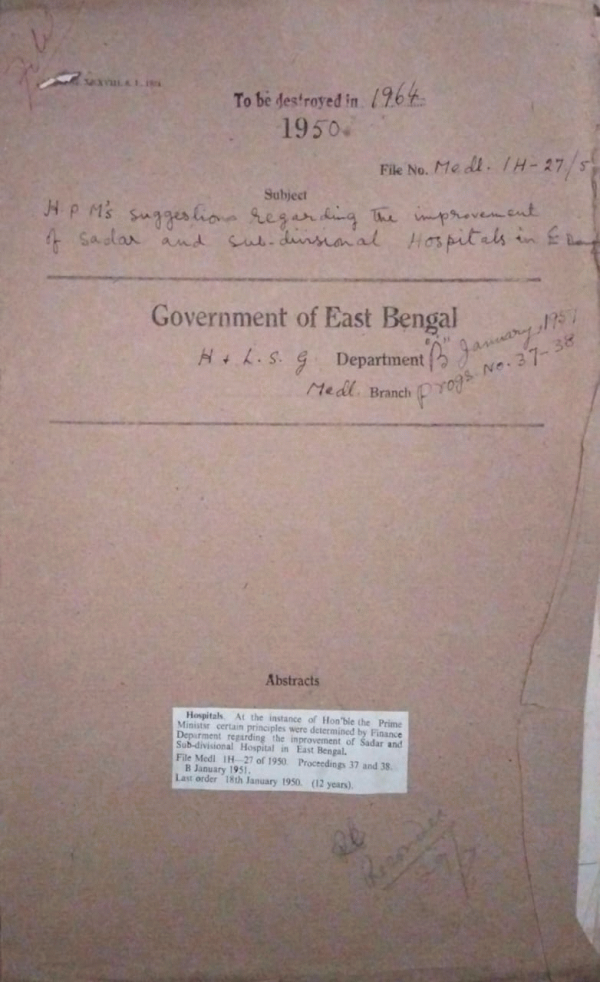 To be destroyed in 1964
1950.
File No. Medl. 1H-27/5
Subject
H.P.M's suggestions regarding the improvement
of Sadar and sub-divisional Hospitals in E Beng
Government of East Bengal
H & L. S. G Department "B" January, 1951
Medl. Branch Progs. No. 37-38
Abstracts
Hospitals. At the instance of Hon'ble the Prime
Minister certain principles were determined by Finance
Deparment regarding the inprovement of Sadar and
Sub-divisional Hospital in East Bengal.
File Medl 1H—27 of 1950. Proceedings 37 and 38.
B January 1951.
Last order 18th January 1950. (12 years).